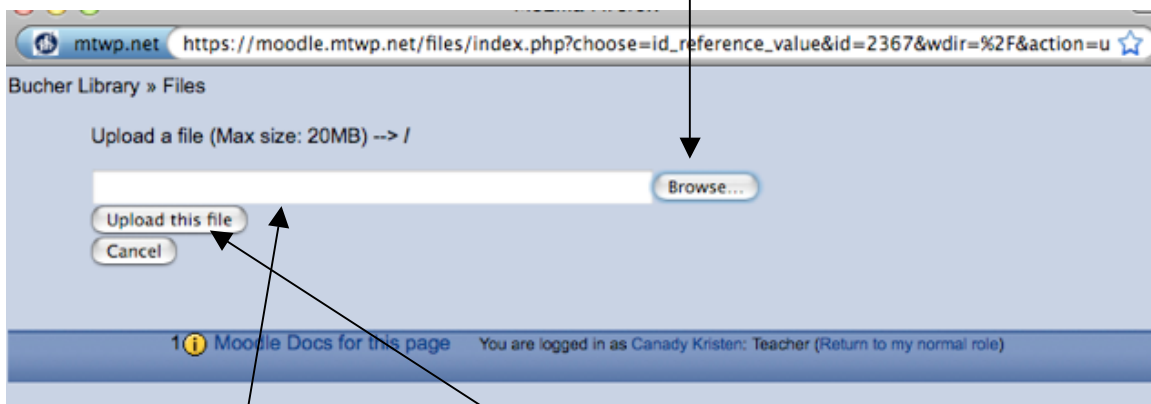 mtwp.net https://moodle.mtwp.net/files/index.php?choose=id_reference_value&id=2367&wdir=%2F&action=u
Bucher Library » Files
Upload a file (Max size: 20MB) --> /
Browse...
Upload this file
Cancel
1 Moodle Docs for this page You are logged in as Canady Kristen: Teacher (Return to my normal role)